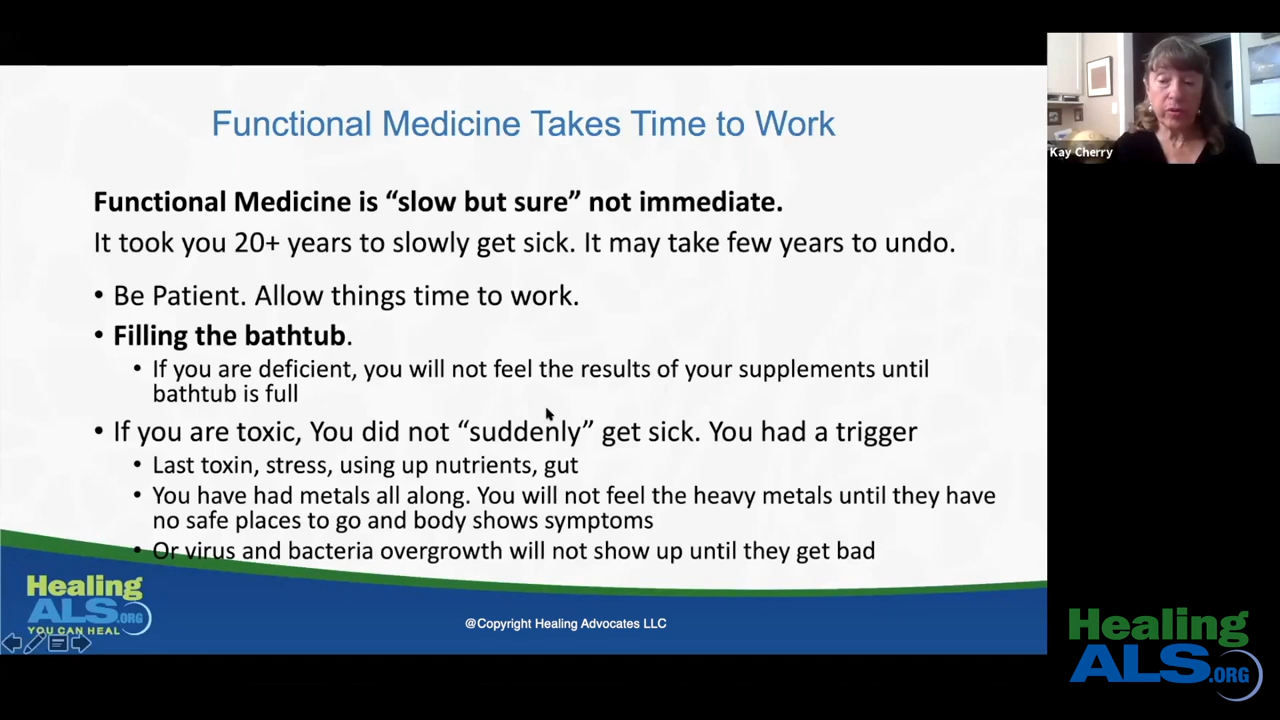 Functional Medicine Takes Time to Work
Functional Medicine is “slow but sure” not immediate.
It took you 20+ years to slowly get sick. It may take few years to undo.
• Be Patient. Allow things time to work.
• Filling the bathtub.
• If you are deficient, you will not feel the results of your supplements until
bathtub is full
• If you are toxic, You did not “suddenly” get sick. You had a trigger
• Last toxin, stress, using up nutrients, gut
• You have had metals all along. You will not feel the heavy metals until they have
no safe places to go and body shows symptoms
• Or virus and bacteria overgrowth will not show up until they get bad
Healing
ALS.ORG
YOU CAN HEAL
@Copyright Healing Advocates LLC
Kay Cherry
Healing
ALS.ORG